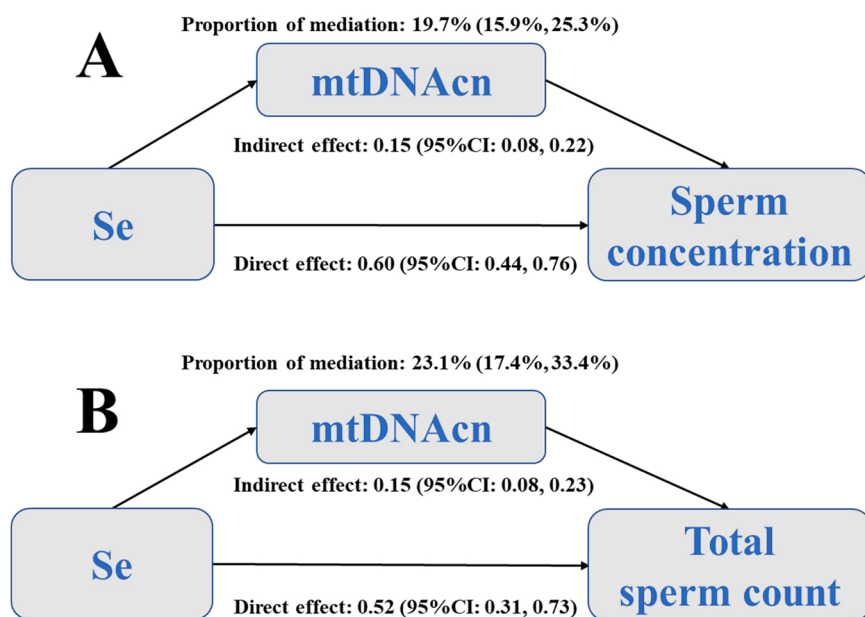 Proportion of mediation: 19.7% (15.9%, 25.3%)
A
mtDNAcn
Indirect effect: 0.15 (95%CI: 0.08, 0.22)
Se
Sperm
concentration
Direct effect: 0.60 (95%CI: 0.44, 0.76)
Proportion of mediation: 23.1% (17.4%, 33.4%)
B
mtDNAcn
Indirect effect: 0.15 (95%CI: 0.08, 0.23)
Se
Total
sperm count
Direct effect: 0.52 (95%CI: 0.31, 0.73)